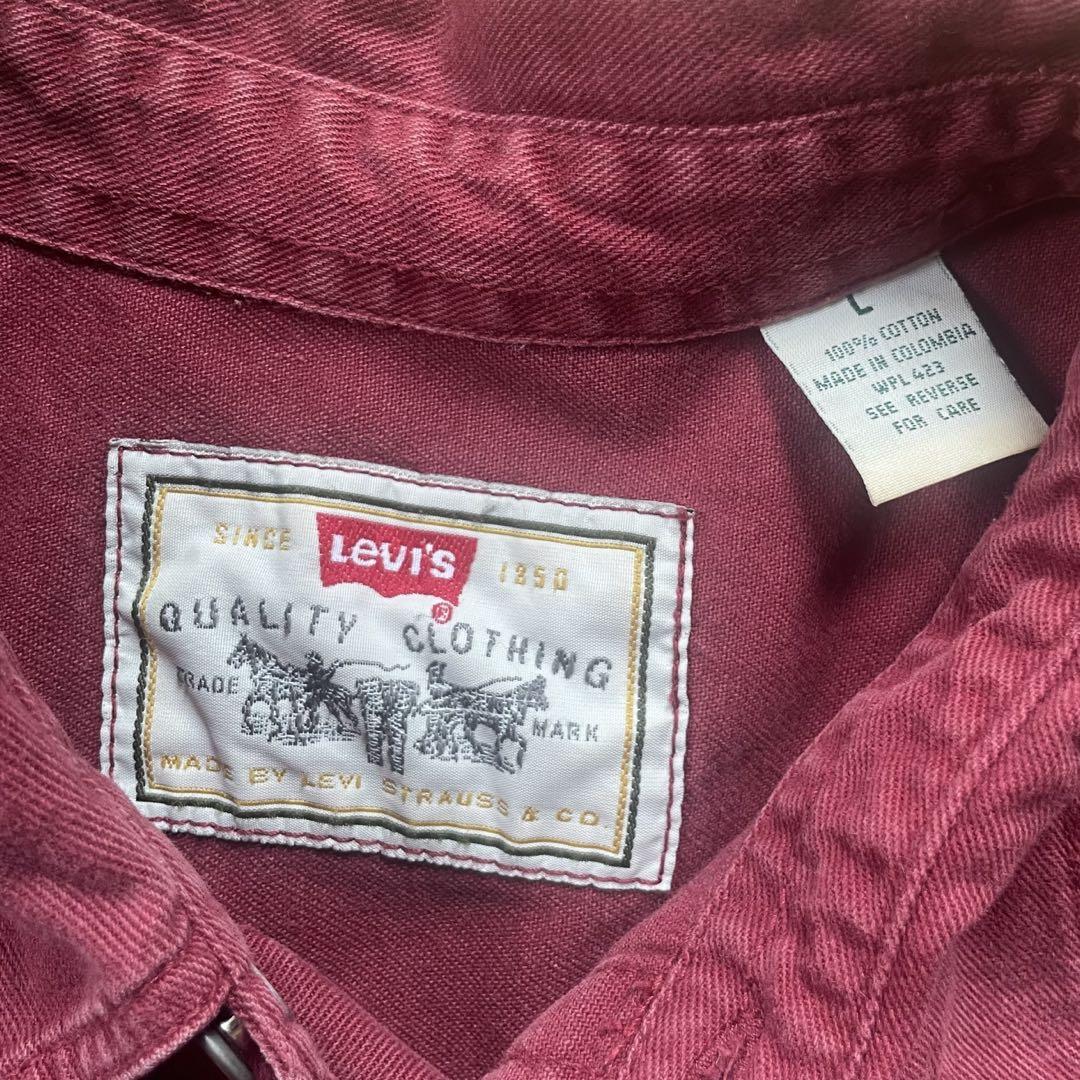 SINCE LEVI'S 1850
®
QUALITY CLOTHING
TRADE MARK
MADE BY LEVI STRAUSS & CO.
L
100% COTTON
MADE IN COLOMBIA
WPL 423
SEE REVERSE
FOR CARE